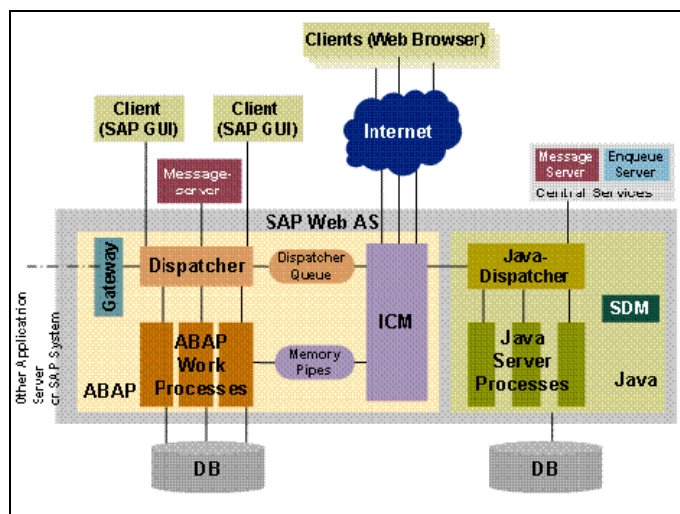 Clients (Web Browser)
Client
(SAP GUI)
Client
(SAP GUI)
Internet
Message-
server
Message
Server
Enqueue
Server
Central Services
SAP Web AS
Gateway
Dispatcher
Dispatcher
Queue
ICM
Java-
Dispatcher
SDM
ABAP
Work
Processes
Memory
Pipes
Java
Server
Processes
ABAP
Java
Other Application
Server
or SAP System
DB
DB